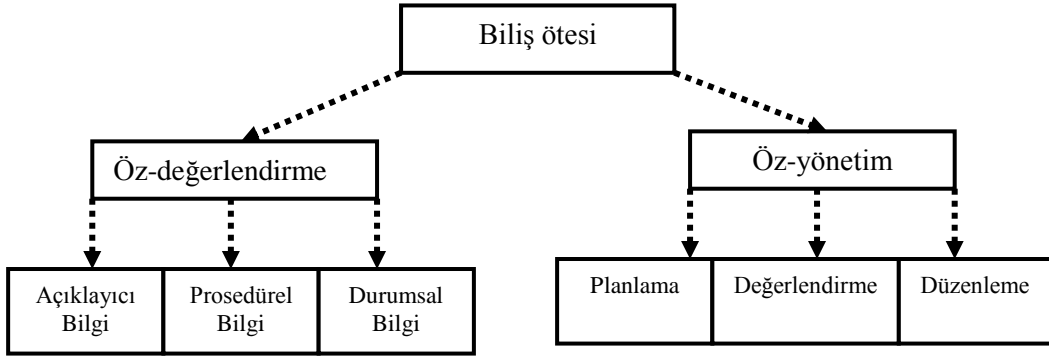 Biliş ötesi
Öz-değerlendirme
Öz-yönetim
Açıklayıcı
Bilgi
Prosedürel
Bilgi
Durumsal
Bilgi
Planlama
Değerlendirme
Düzenleme